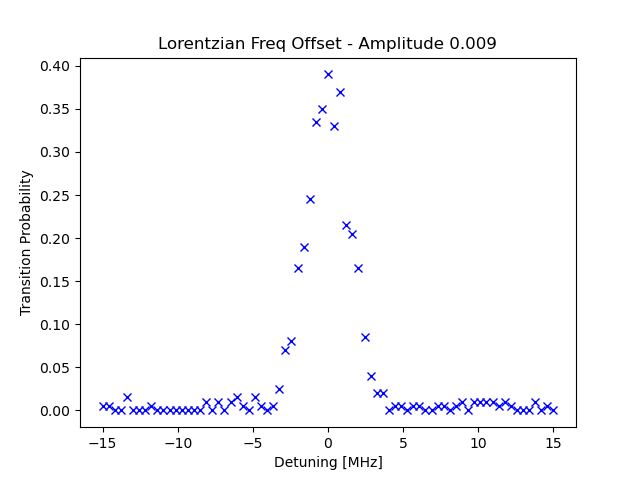 Lorentzian Freq Offset - Amplitude 0.009
Transition Probability
0.40
0.35
0.30
0.25
0.20
0.15
0.10
0.05
0.00
−15 −10 −5 0 5 10 15
Detuning [MHz]